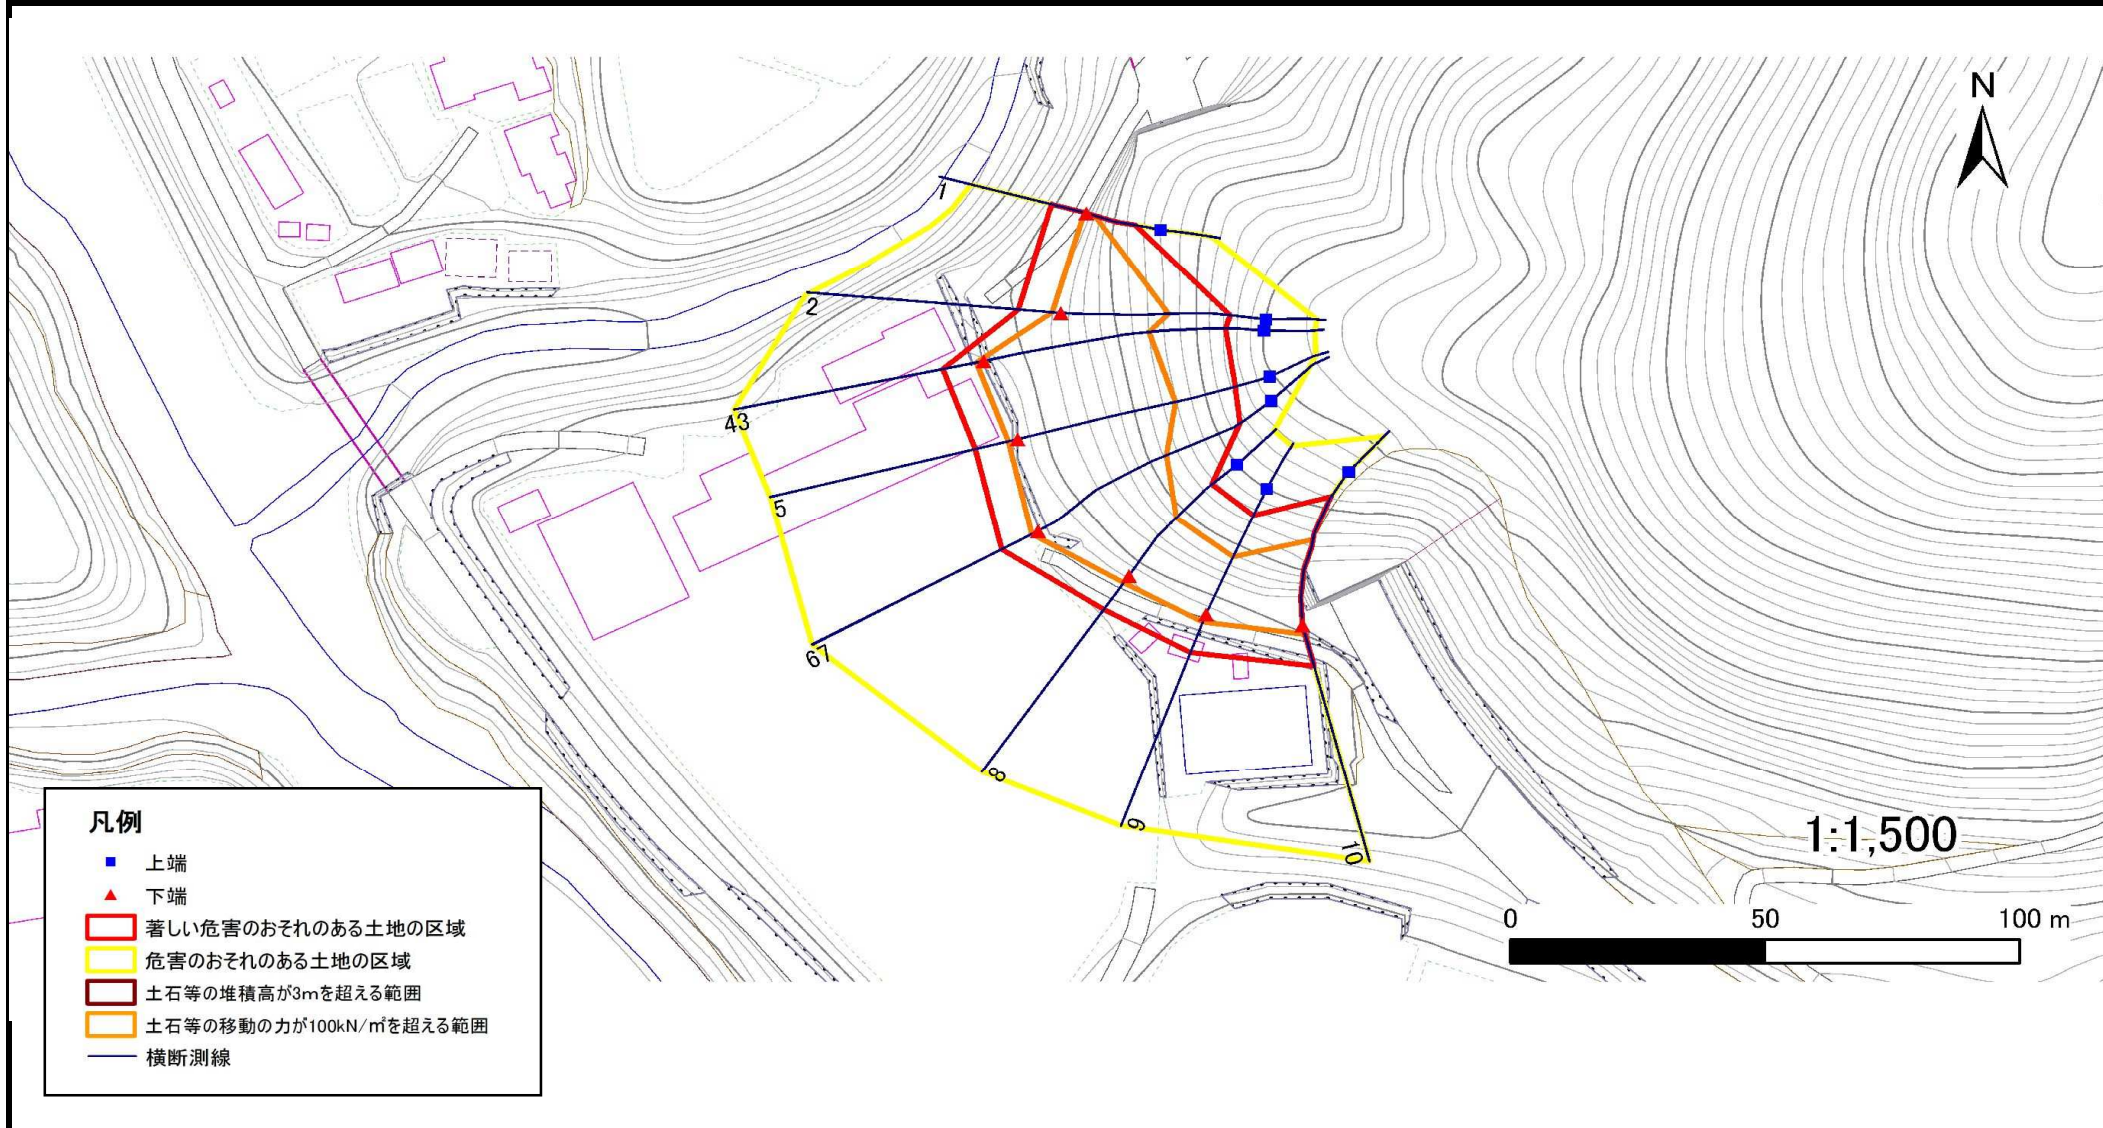 N
1
2
43
5
67
8
9
10
1:1,500
0 50 100 m
凡例
上端
下端
著しい危害のおそれのある土地の区域
危害のおそれのある土地の区域
土石等の堆積高が3mを超える範囲
土石等の移動の力が100kN/㎡を超える範囲
横断測線